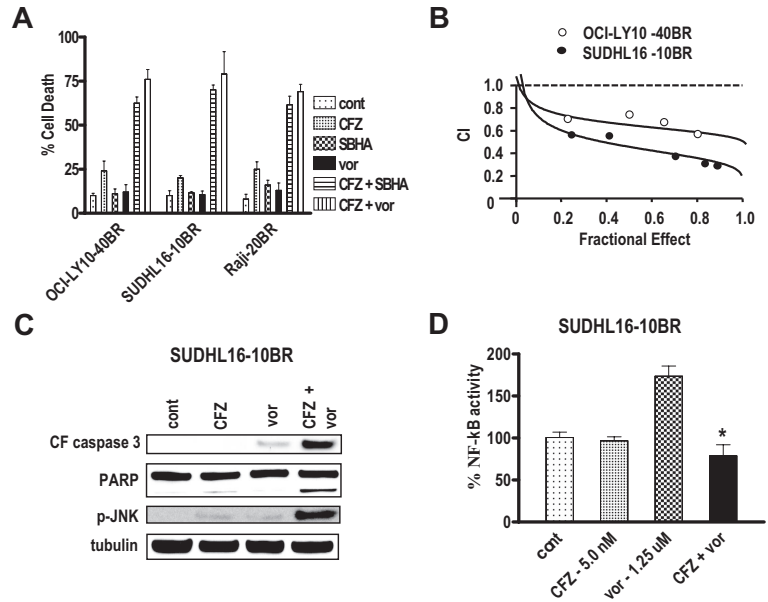 A
100
75
50
25
0
% Cell Death
OCI-LY10-40BR
SUDHL16-10BR
Raji-20BR
cont
CFZ
SBHA
vor
CFZ + SBHA
CFZ + vor
B
OCI-LY10 -40BR
SUDHL16 -10BR
1.0
0.8
0.6
0.4
0.2
0
CI
0
0.2
0.4
0.6
0.8
1.0
Fractional Effect
C
SUDHL16-10BR
cont
CFZ
vor
CFZ +
vor
CF caspase 3
PARP
p-JNK
tubulin
D
SUDHL16-10BR
200
150
100
50
0
% NF-kB activity
*
cont
CFZ - 5.0 nM
vor - 1.25 uM
CFZ + vor